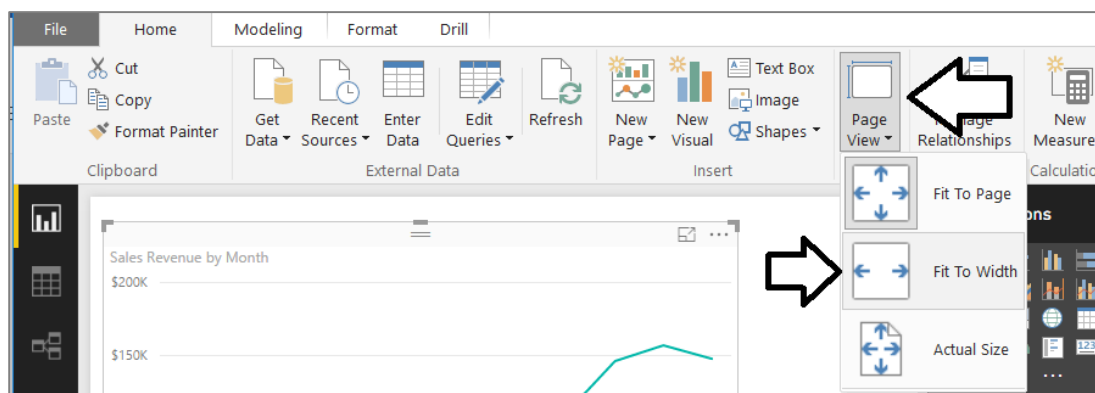 File Home Modeling Format Drill
Cut
Copy
Format Painter
Paste
Clipboard
Get Data
Recent Sources
Enter Data
Edit Queries
Refresh
External Data
New Page
New Visual
Text Box
Image
Shapes
Insert
Page View
Relationships
New Measure
Fit To Page
Fit To Width
Actual Size
Sales Revenue by Month
$200K
$150K
123